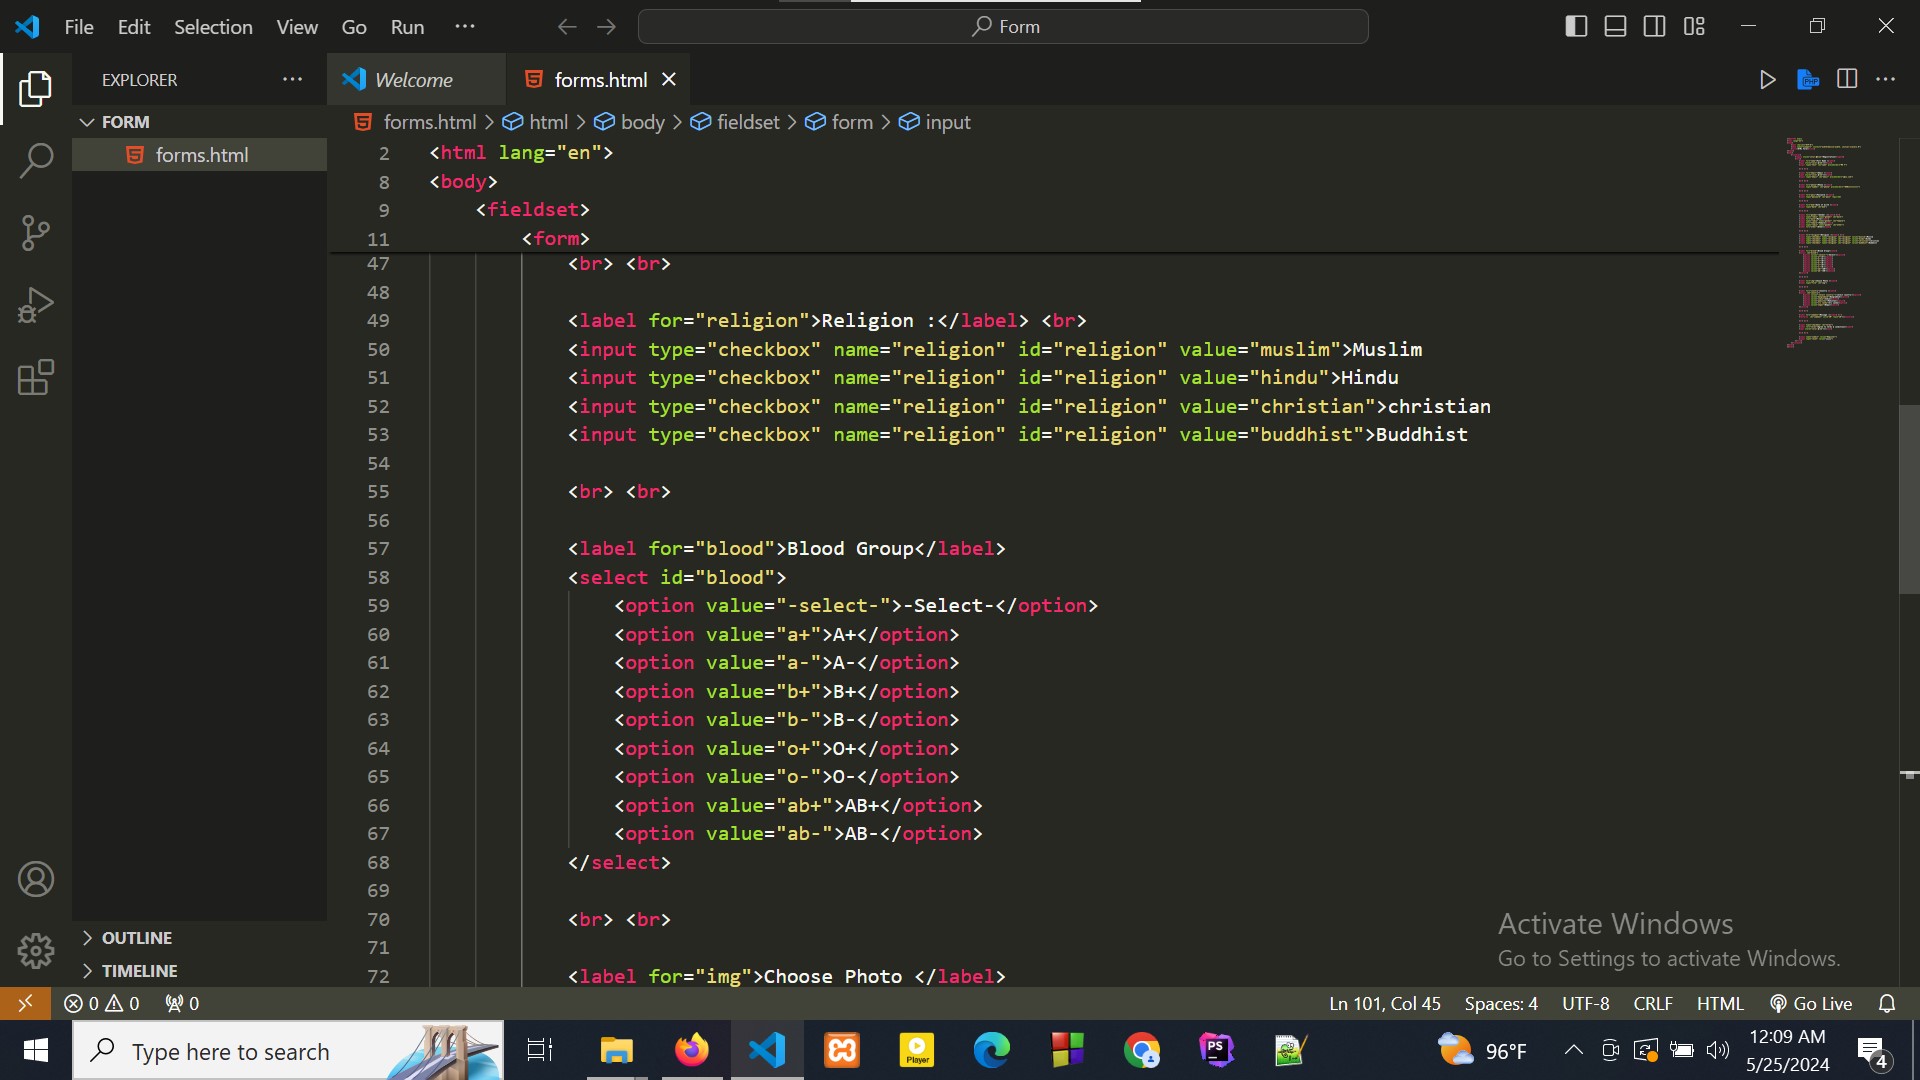 File Edit Selection View Go Run ··· Form
EXPLORER ··· Welcome forms.html
FORM
forms.html
forms.html > html > body > fieldset > form > input
2 <html lang="en">
8 <body>
9 <fieldset>
11 <form>
47 <br> <br>
48
49 <label for="religion">Religion :</label> <br>
50 <input type="checkbox" name="religion" id="religion" value="muslim">Muslim
51 <input type="checkbox" name="religion" id="religion" value="hindu">Hindu
52 <input type="checkbox" name="religion" id="religion" value="christian">christian
53 <input type="checkbox" name="religion" id="religion" value="buddhist">Buddhist
54
55 <br> <br>
56
57 <label for="blood">Blood Group</label>
58 <select id="blood">
59 <option value="-select-">-Select-</option>
60 <option value="a+">A+</option>
61 <option value="a-">A-</option>
62 <option value="b+">B+</option>
63 <option value="b-">B-</option>
64 <option value="o+">O+</option>
65 <option value="o-">O-</option>
66 <option value="ab+">AB+</option>
67 <option value="ab-">AB-</option>
68 </select>
69
70 <br> <br>
71
72 <label for="img">Choose Photo </label>
OUTLINE
TIMELINE
Activate Windows
Go to Settings to activate Windows.
0 0 0 Ln 101, Col 45 Spaces: 4 UTF-8 CRLF HTML Go Live
Type here to search Player PS 96°F 12:09 AM
5/25/2024 4